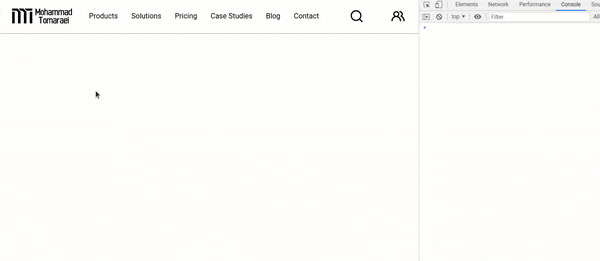 Mohammad
Tomaraei
Products Solutions Pricing Case Studies Blog Contact
Elements Network Performance Console Sou
top Filter All